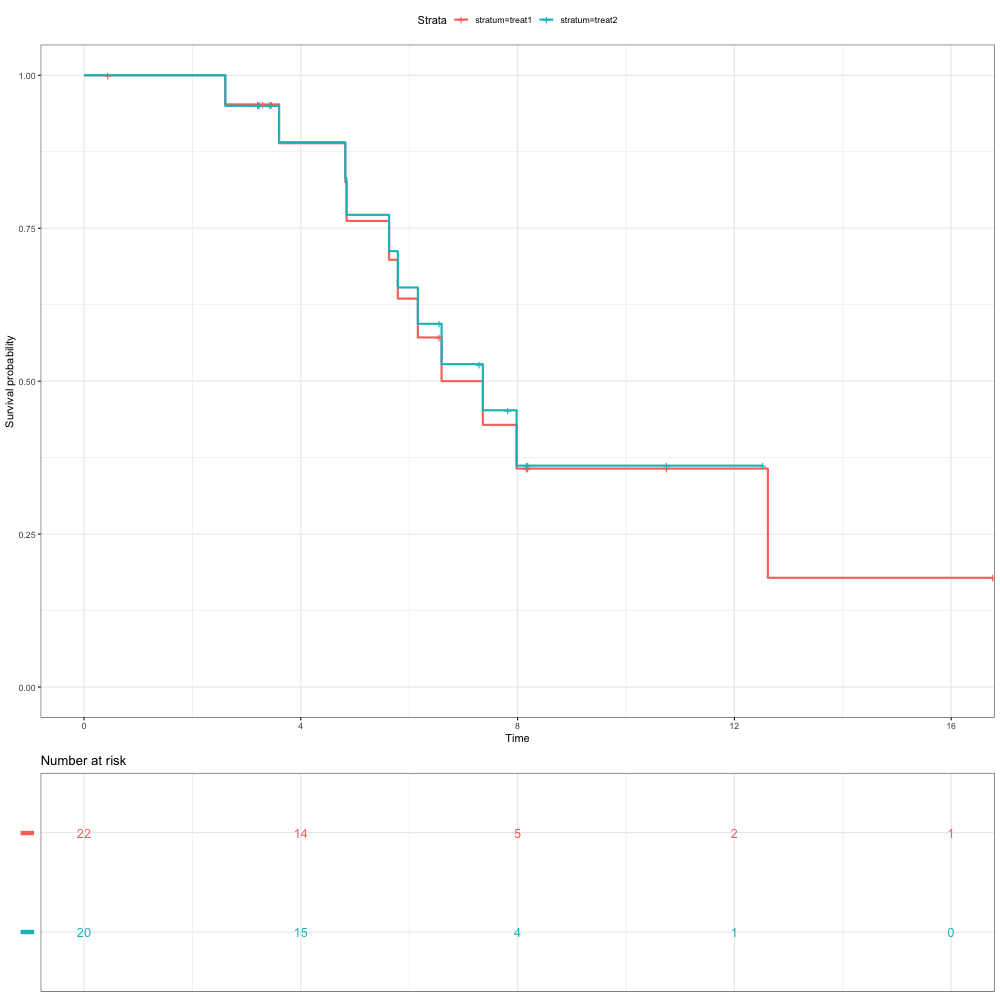 Strata stratum=treat1 stratum=treat2
1.00
0.75
0.50
0.25
0.00
Survival probability
0 4 8 12 16
Time
Number at risk
22 14 5 2 1
20 15 4 1 0